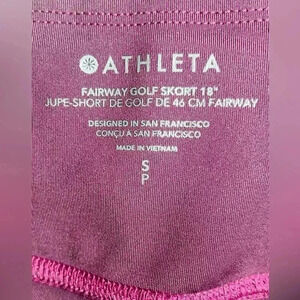 ATHLETA
FAIRWAY GOLF SKORT 18"
JUPE-SHORT DE GOLF DE 46 CM FAIRWAY
DESIGNED IN SAN FRANCISCO
CONÇU A SAN FRANCISCO
MADE IN VIETNAM
S
P